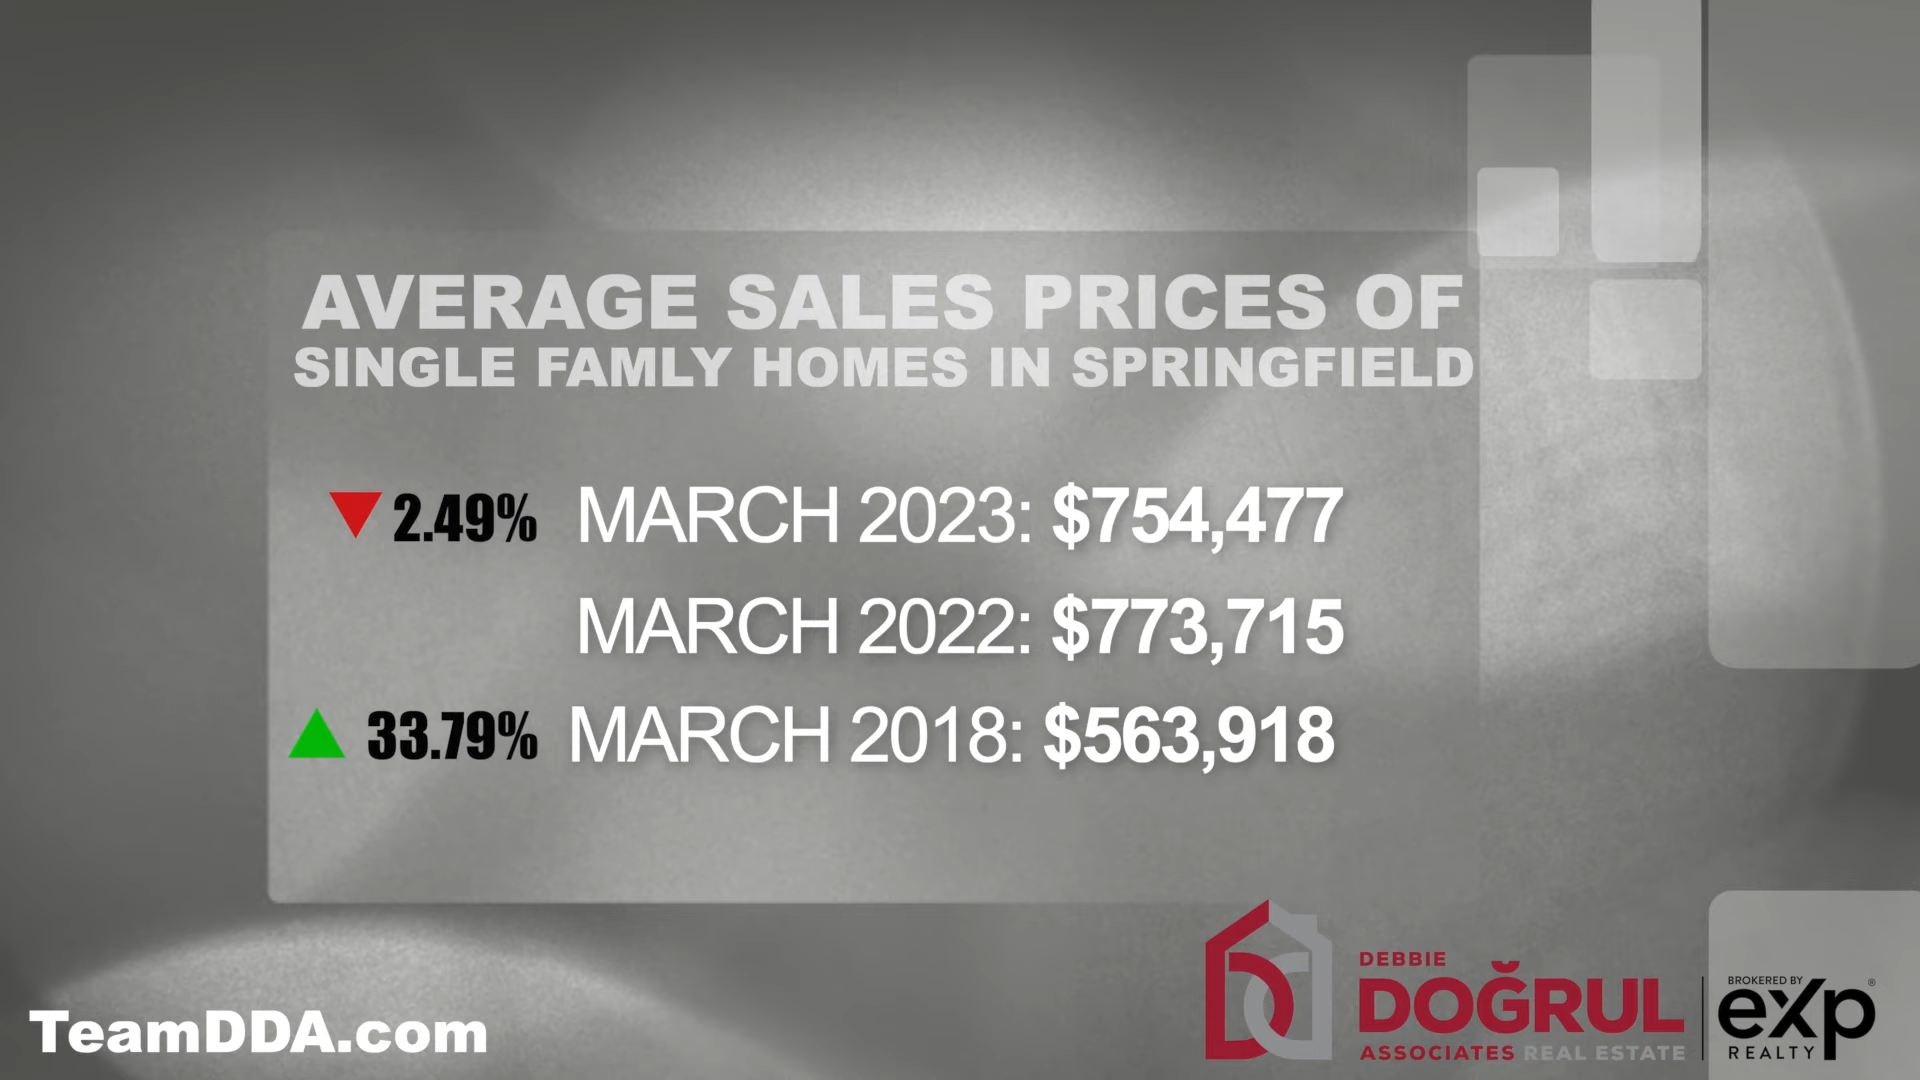 AVERAGE SALES PRICES OF
SINGLE FAMLY HOMES IN SPRINGFIELD
2.49% MARCH 2023: $754,477
MARCH 2022: $773,715
33.79% MARCH 2018: $563,918
TeamDDA.com
DEBBIE
DOĞRUL
ASSOCIATES REAL ESTATE
BROKERED BY
eXp®
REALTY